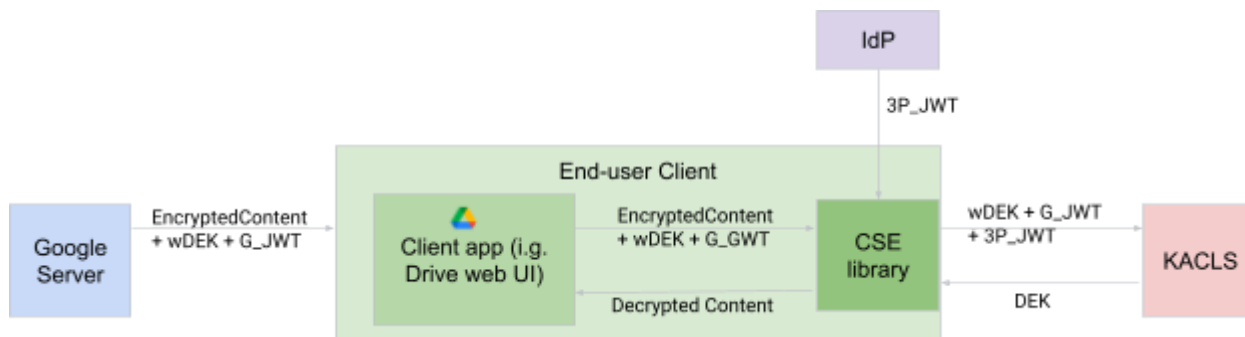 IdP
3P_JWT
End-user Client
Google
Server
EncryptedContent
+ wDEK + G_JWT
Client app (i.g.
Drive web UI)
EncryptedContent
+ wDEK + G_GWT
Decrypted Content
CSE
library
wDEK + G_JWT
+ 3P_JWT
DEK
KACLS